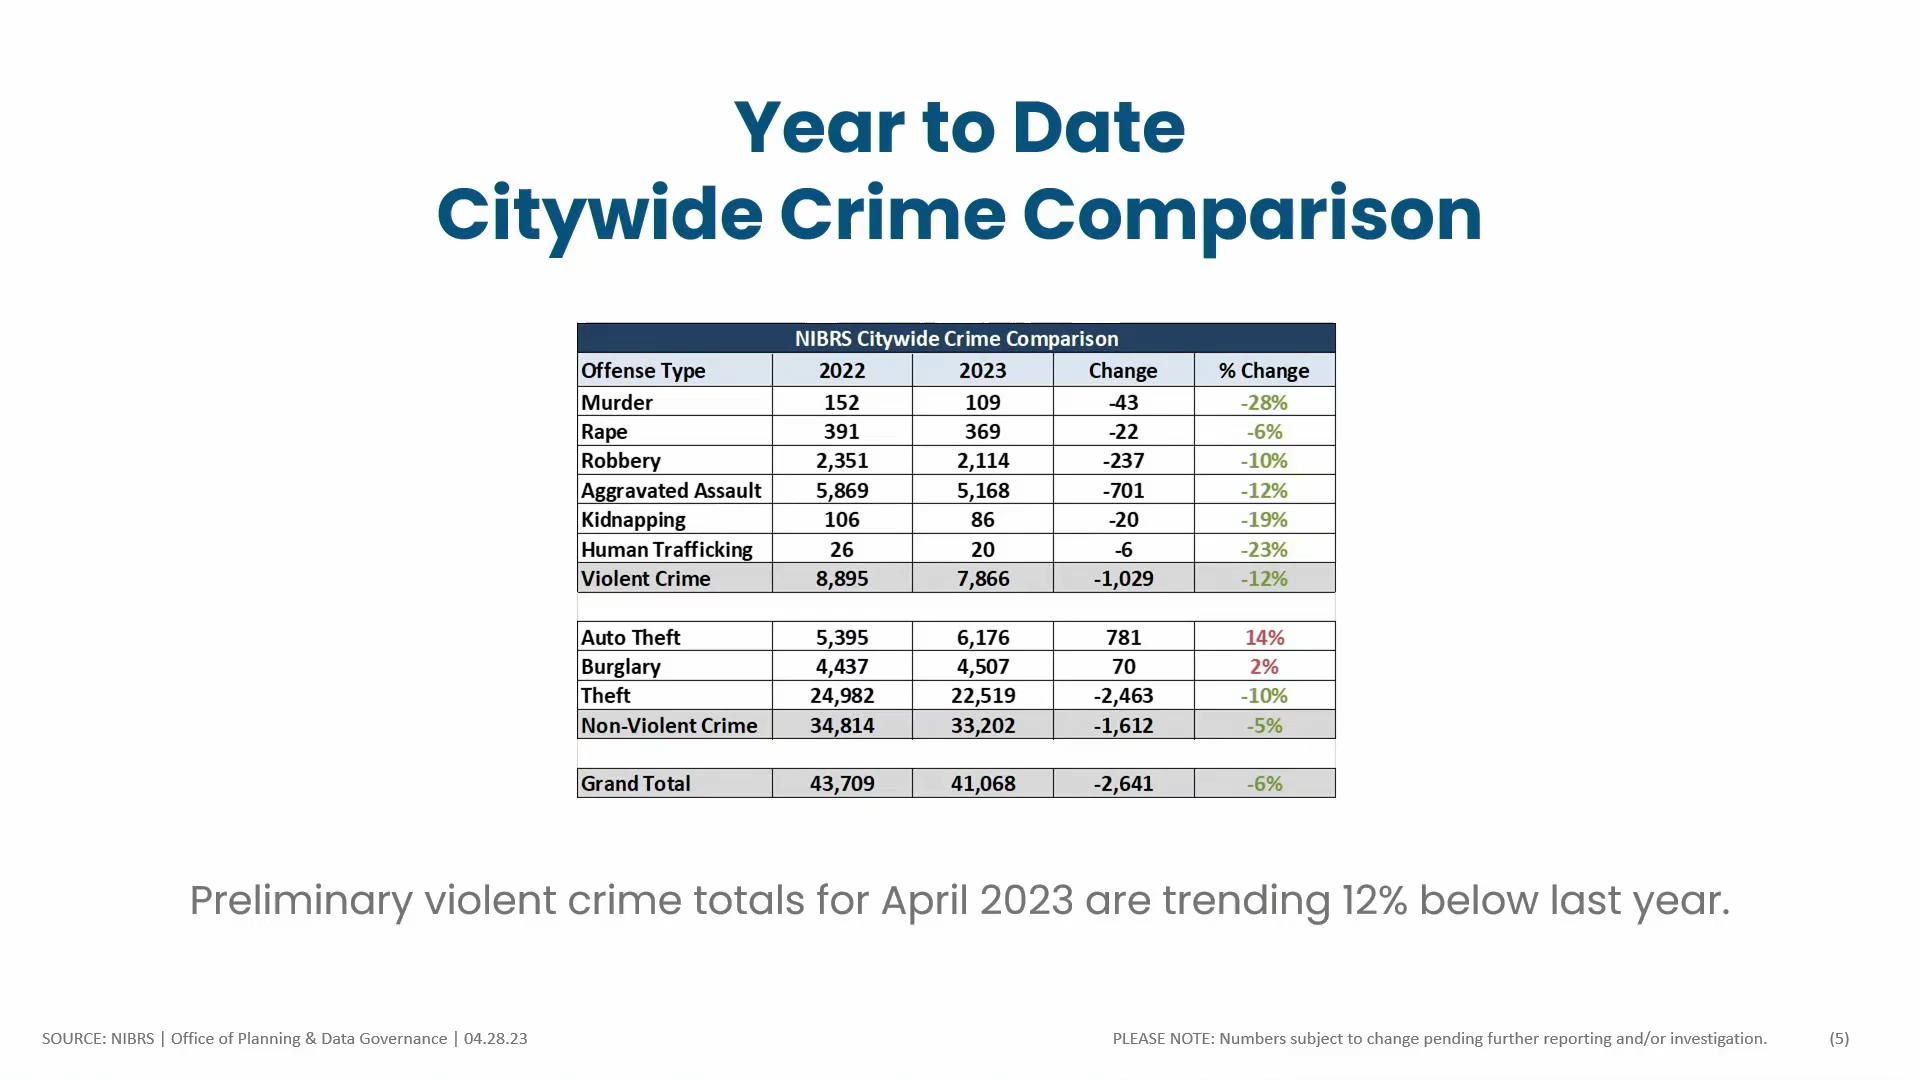 Year to Date
Citywide Crime Comparison
NIBRS Citywide Crime Comparison
Offense Type 2022 2023 Change % Change
Murder 152 109 -43 -28%
Rape 391 369 -22 -6%
Robbery 2,351 2,114 -237 -10%
Aggravated Assault 5,869 5,168 -701 -12%
Kidnapping 106 86 -20 -19%
Human Trafficking 26 20 -6 -23%
Violent Crime 8,895 7,866 -1,029 -12%
Auto Theft 5,395 6,176 781 14%
Burglary 4,437 4,507 70 2%
Theft 24,982 22,519 -2,463 -10%
Non-Violent Crime 34,814 33,202 -1,612 -5%
Grand Total 43,709 41,068 -2,641 -6%
Preliminary violent crime totals for April 2023 are trending 12% below last year.
SOURCE: NIBRS | Office of Planning & Data Governance | 04.28.23 PLEASE NOTE: Numbers subject to change pending further reporting and/or investigation. (5)